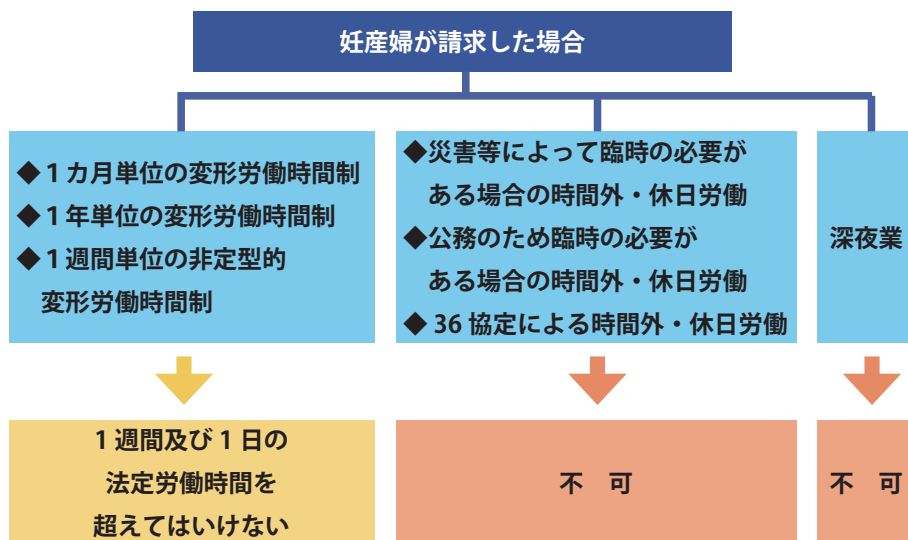 妊産婦が請求した場合
◆1カ月単位の変形労働時間制
◆1年単位の変形労働時間制
◆1週間単位の非定型的
変形労働時間制
◆災害等によって臨時の必要が
ある場合の時間外・休日労働
◆公務のため臨時の必要が
ある場合の時間外・休日労働
◆36協定による時間外・休日労働
深夜業
1週間及び1日の
法定労働時間を
超えてはいけない
不　可
不　可